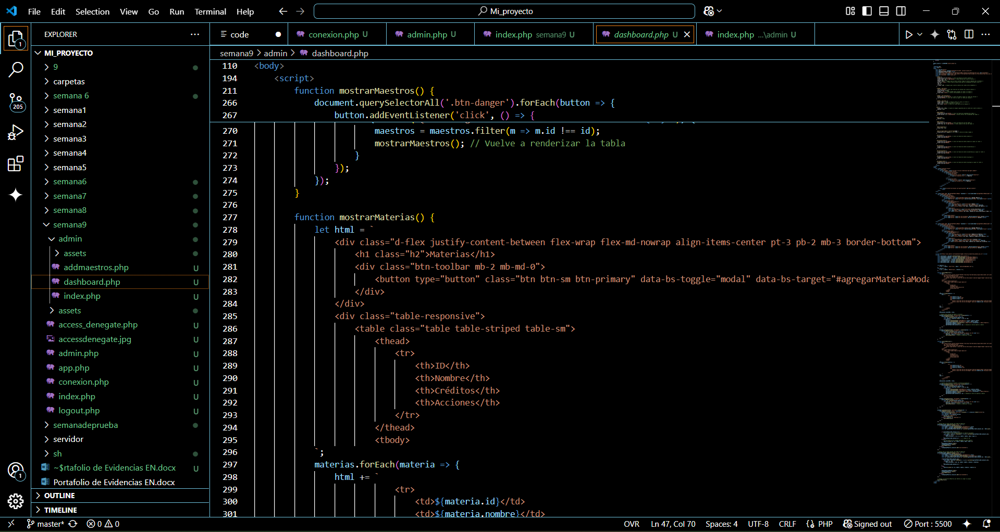 File Edit Selection View Go Run Terminal Help
Mi_proyecto
EXPLORER
MI_PROYECTO
9
carpetas
semana 6
semana1
semana2
semana3
semana4
semana5
semana6
semana7
semana8
semana9
admin
assets
addmaestros.php U
dashboard.php U
index.php U
assets
access_denegate.php U
accessdenegate.jpg U
admin.php U
app.php U
conexion.php U
index.php U
logout.php U
semanadeprueba
servidor
sh
~$rtafolio de Evidencias EN.docx U
Portafolio de Evidencias EN.docx
OUTLINE
TIMELINE
1
205
1
code conexion.php U admin.php U index.php semana9 U dashboard.php U index.php ...\admin U
semana9 > admin > dashboard.php
110 <body>
194 <script>
211 function mostrarMaestros() {
266 document.querySelectorAll('.btn-danger').forEach(button => {
267 button.addEventListener('click', () => {
270 maestros = maestros.filter(m => m.id !== id);
271 mostrarMaestros(); // Vuelve a renderizar la tabla
272 }
273 });
274 });
275 }
276
277 function mostrarMaterias() {
278 let html = `
279 <div class="d-flex justify-content-between flex-wrap flex-md-nowrap align-items-center pt-3 pb-2 mb-3 border-bottom">
280 <h1 class="h2">Materias</h1>
281 <div class="btn-toolbar mb-2 mb-md-0">
282 <button type="button" class="btn btn-sm btn-primary" data-bs-toggle="modal" data-bs-target="#agregarMateriaModa
283 </div>
284 </div>
285 <div class="table-responsive">
286 <table class="table table-striped table-sm">
287 <thead>
288 <tr>
289 <th>ID</th>
290 <th>Nombre</th>
291 <th>Créditos</th>
292 <th>Acciones</th>
293 </tr>
294 </thead>
295 <tbody>
296 `;
297 materias.forEach(materia => {
298 html += `
299 <tr>
300 <td>${materia.id}</td>
301 <td>${materia.nombre}</td>
master* 0 0 OVR Ln 47, Col 70 Spaces: 4 UTF-8 CRLF PHP Signed out Port : 5500